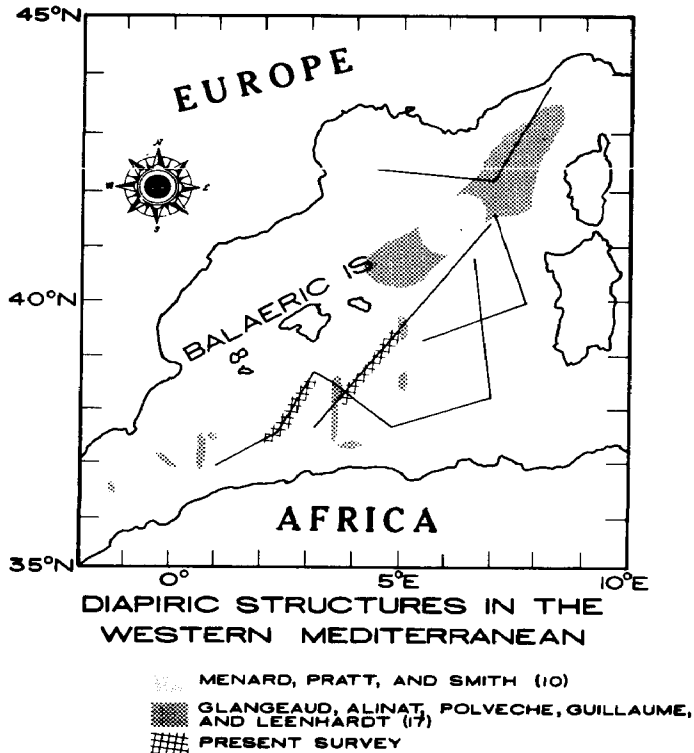 45°N
EUROPE
N
W
E
S
BALAERIC IS
40°N
AFRICA
35°N
0°
5°E
10°E
DIAPIRIC STRUCTURES IN THE
WESTERN MEDITERRANEAN
MENARD, PRATT, AND SMITH (10)
GLANGEAUD, ALINAT, POLVECHE, GUILLAUME,
AND LEENHARDT (17)
PRESENT SURVEY